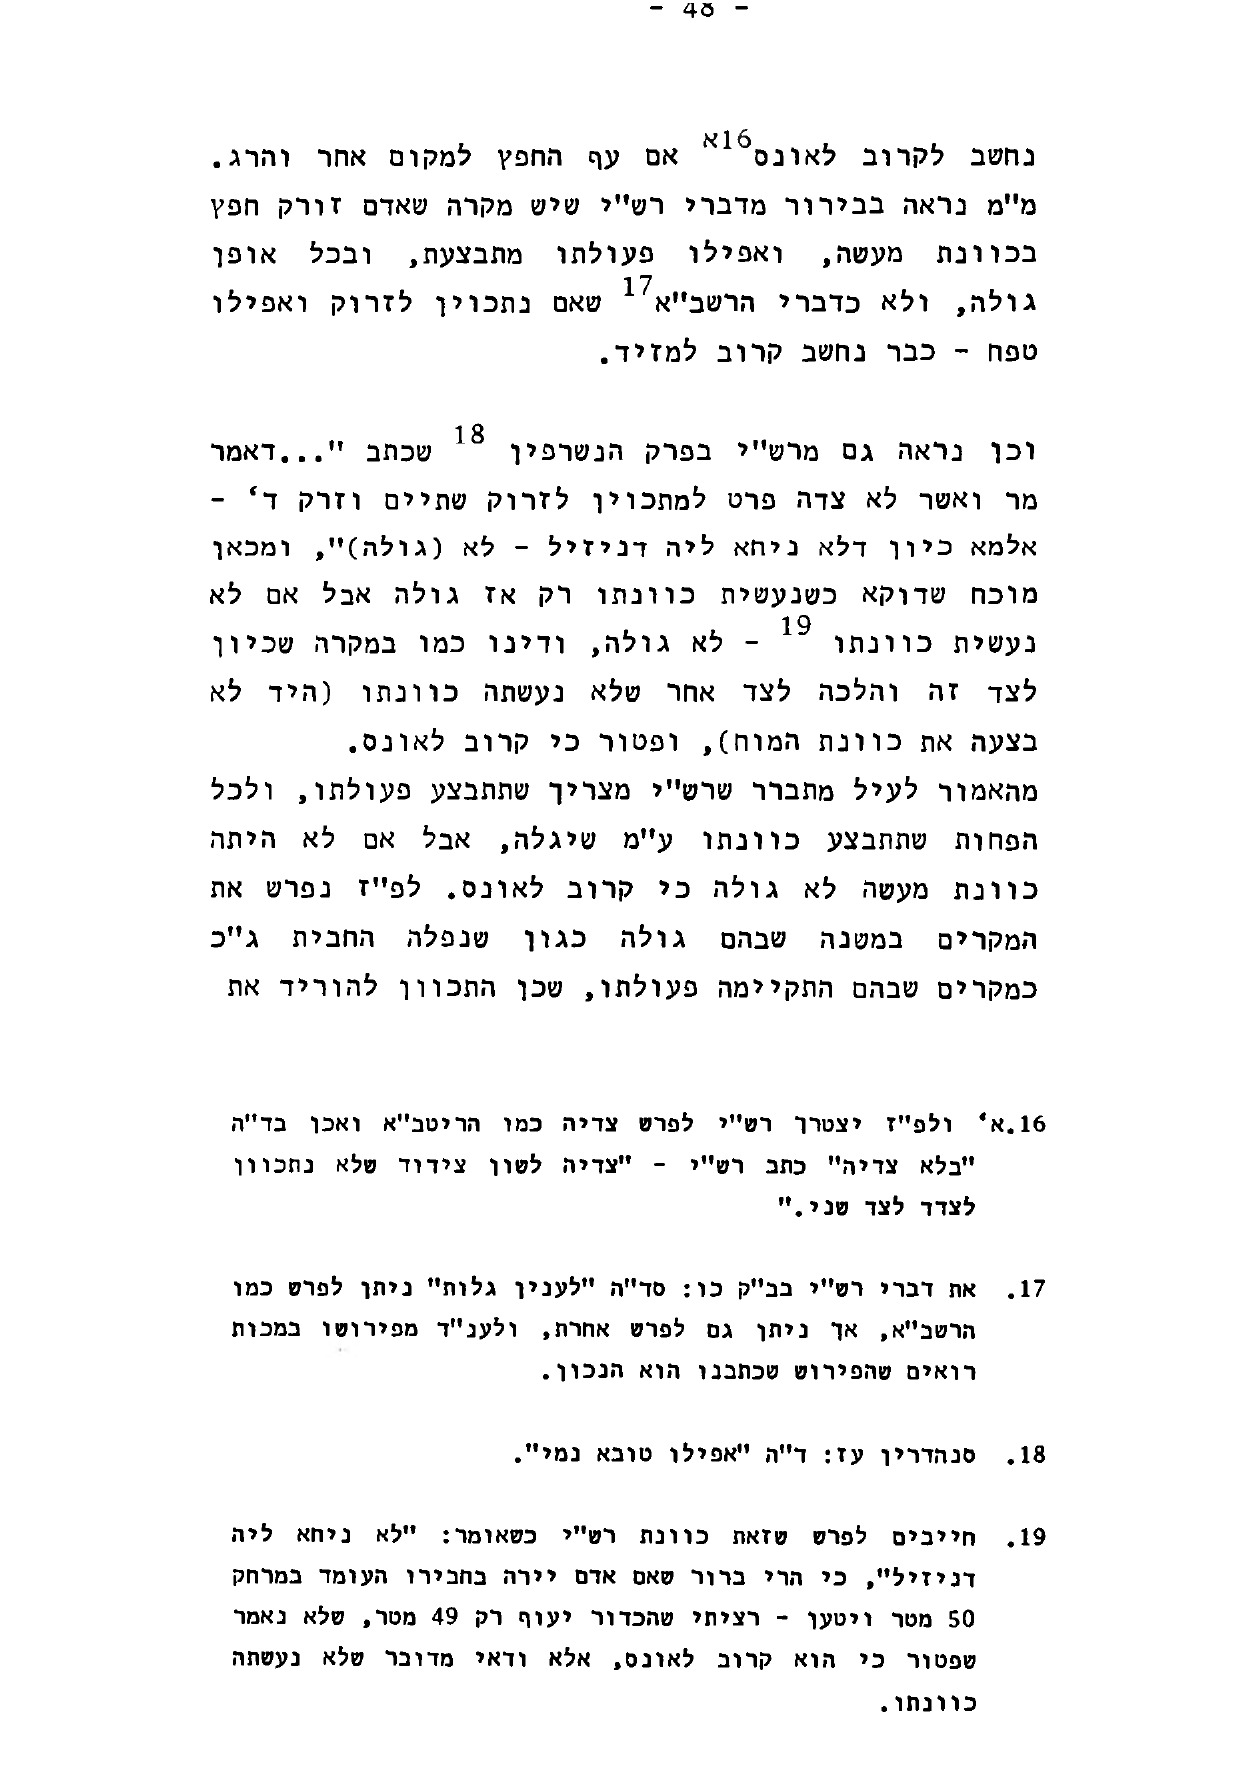 - 48 -
נחשב לקרוב לאונס16א אם עף החפץ למקום אחר והרג.
מ"מ נראה בבירור מדברי רש"י שיש מקרה שאדם זורק חפץ
בכוונת מעשה, ואפילו פעולתו מתבצעת, ובכל אופן
גולה, ולא כדברי הרשב"א17 שאם נתכוין לזרוק ואפילו
טפח - כבר נחשב קרוב למזיד.
וכן נראה גם מרש"י בפרק הנשרפין 18 שכתב "...דאמר
מר ואשר לא צדה פרט למתכוין לזרוק שתיים וזרק ד' -
אלמא כיון דלא ניחא ליה דניזיל - לא (גולה)", ומכאן
מוכח שדוקא כשנעשית כוונתו רק אז גולה אבל אם לא
נעשית כוונתו 19 - לא גולה, ודינו כמו במקרה שכיון
לצד זה והלכה לצד אחר שלא נעשתה כוונתו (היד לא
בצעה את כוונת המוח), ופטור כי קרוב לאונס.
מהאמור לעיל מתברר שרש"י מצריך שתתבצע פעולתו, ולכל
הפחות שתתבצע כוונתו ע"מ שיגלה, אבל אם לא היתה
כוונת מעשה לא גולה כי קרוב לאונס. לפ"ז נפרש את
המקרים במשנה שבהם גולה כגון שנפלה החבית ג"כ
כמקרים שבהם התקיימה פעולתו, שכן התכוון להוריד את
16.א' ולפ"ז יצטרך רש"י לפרש צדיה כמו הריטב"א ואכן בד"ה
"בלא צדיה" כתב רש"י - "צדיה לשון צידוד שלא נתכוון
לצדד לצד שני."
17. את דברי רש"י בב"ק כו: סד"ה "לענין גלות" ניתן לפרש כמו
הרשב"א, אך ניתן גם לפרש אחרת, ולענ"ד מפירושו במכות
רואים שהפירוש שכתבנו הוא הנכון.
18. סנהדרין עז: ד"ה "אפילו טובא נמי".
19. חייבים לפרש שזאת כוונת רש"י כשאומר: "לא ניחא ליה
דניזיל", כי הרי ברור שאם אדם יירה בחבירו העומד במרחק
50 מטר ויטען - רציתי שהכדור יעוף רק 49 מטר, שלא נאמר
שפטור כי הוא קרוב לאונס, אלא ודאי מדובר שלא נעשתה
כוונתו.